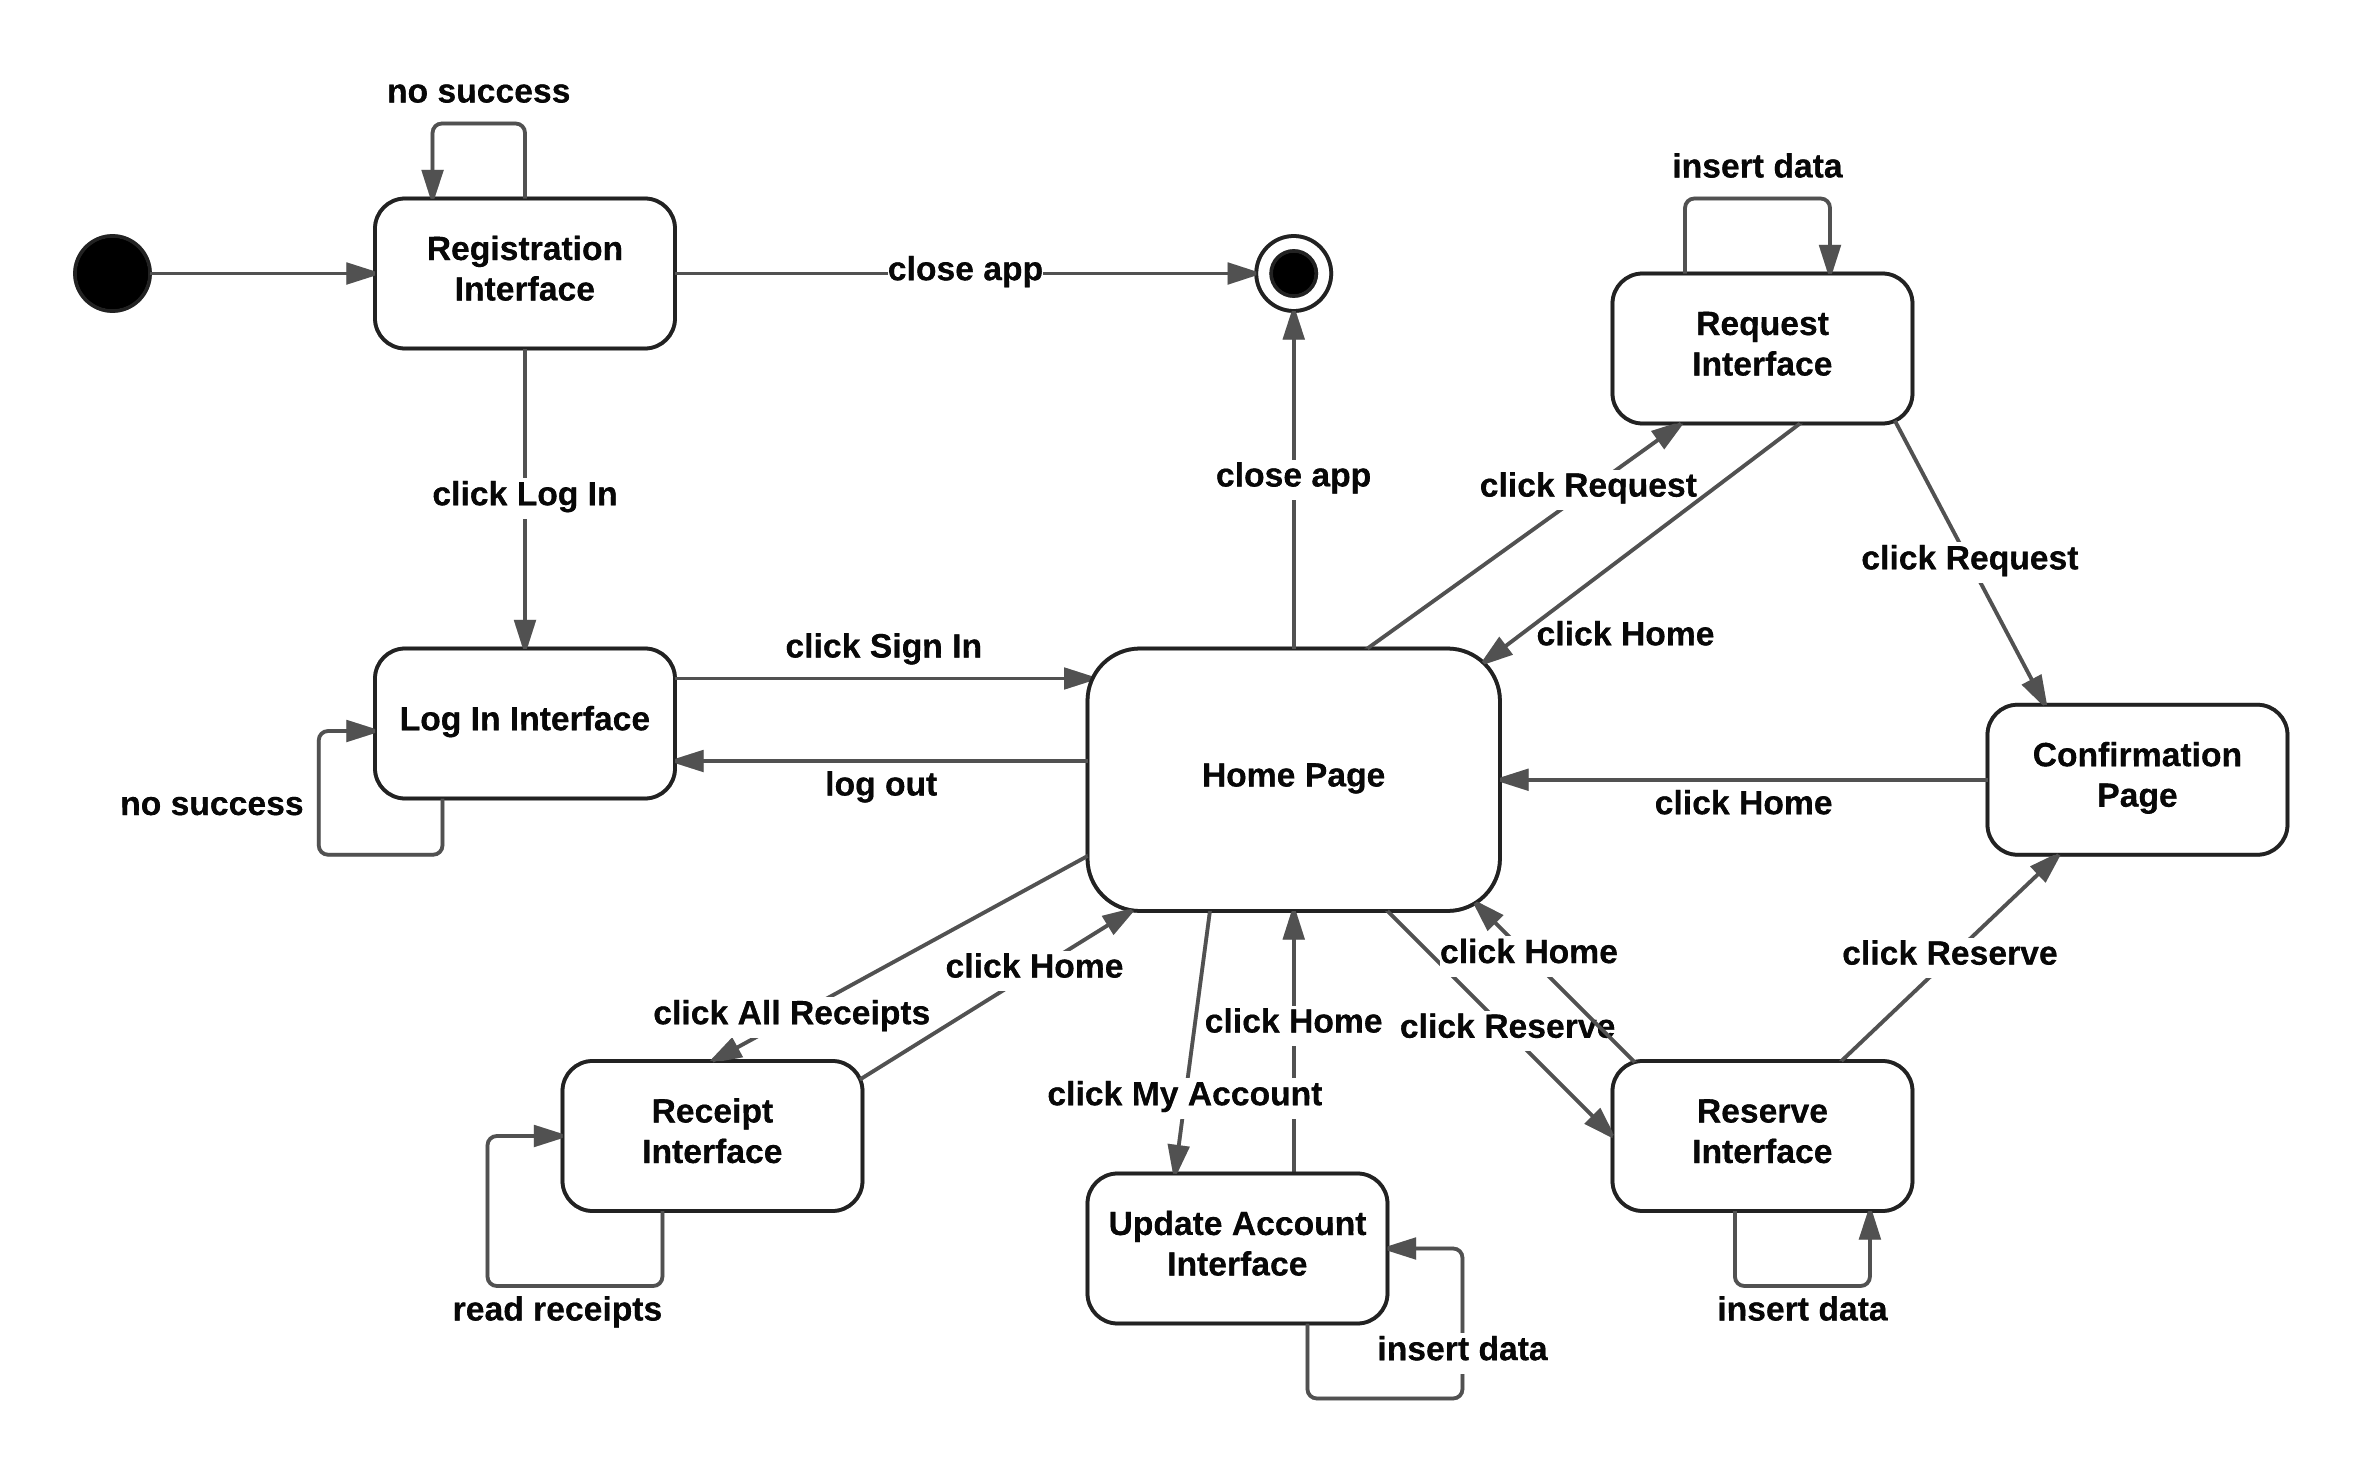 no success
insert data
Registration
Interface
close app
Request
Interface
click Log In
close app
click Request
click Request
click Home
click Sign In
Log In Interface
Home Page
Confirmation
Page
log out
no success
click Home
click Home
click Home
click Reserve
click All Receipts
click Home
click Reserve
click My Account
Receipt
Interface
Reserve
Interface
Update Account
Interface
read receipts
insert data
insert data